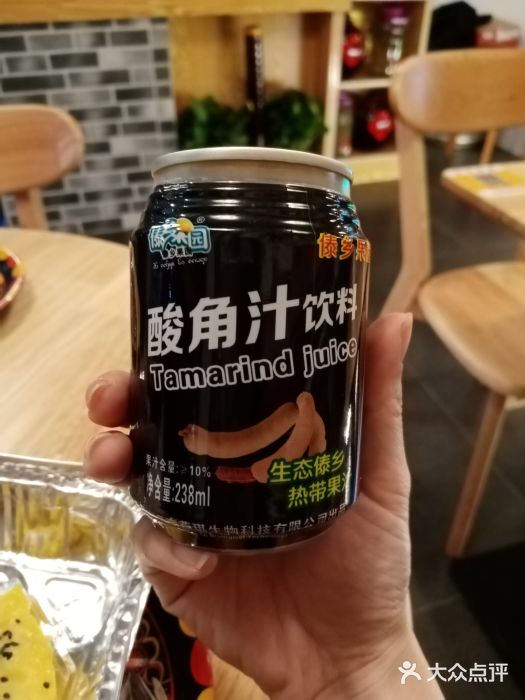 园®
傣乡果
酸角汁饮料
Tamarind juice
果汁含量:≥10%
净含量:238ml
生态傣乡
热带果汁
生物科技有限公司出品
大众点评